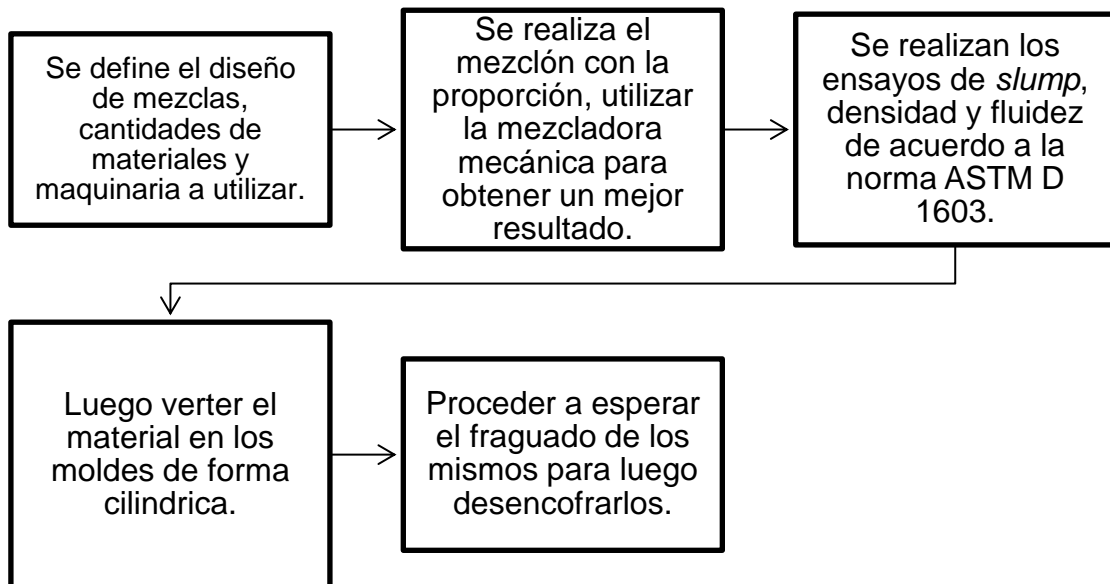 Se define el diseño
de mezclas,
cantidades de
materiales y
maquinaria a utilizar.
Se realiza el
mezclón con la
proporción, utilizar
la mezcladora
mecánica para
obtener un mejor
resultado.
Se realizan los
ensayos de slump,
densidad y fluidez
de acuerdo a la
norma ASTM D
1603.
Luego verter el
material en los
moldes de forma
cilindrica.
Proceder a esperar
el fraguado de los
mismos para luego
desencofrarlos.